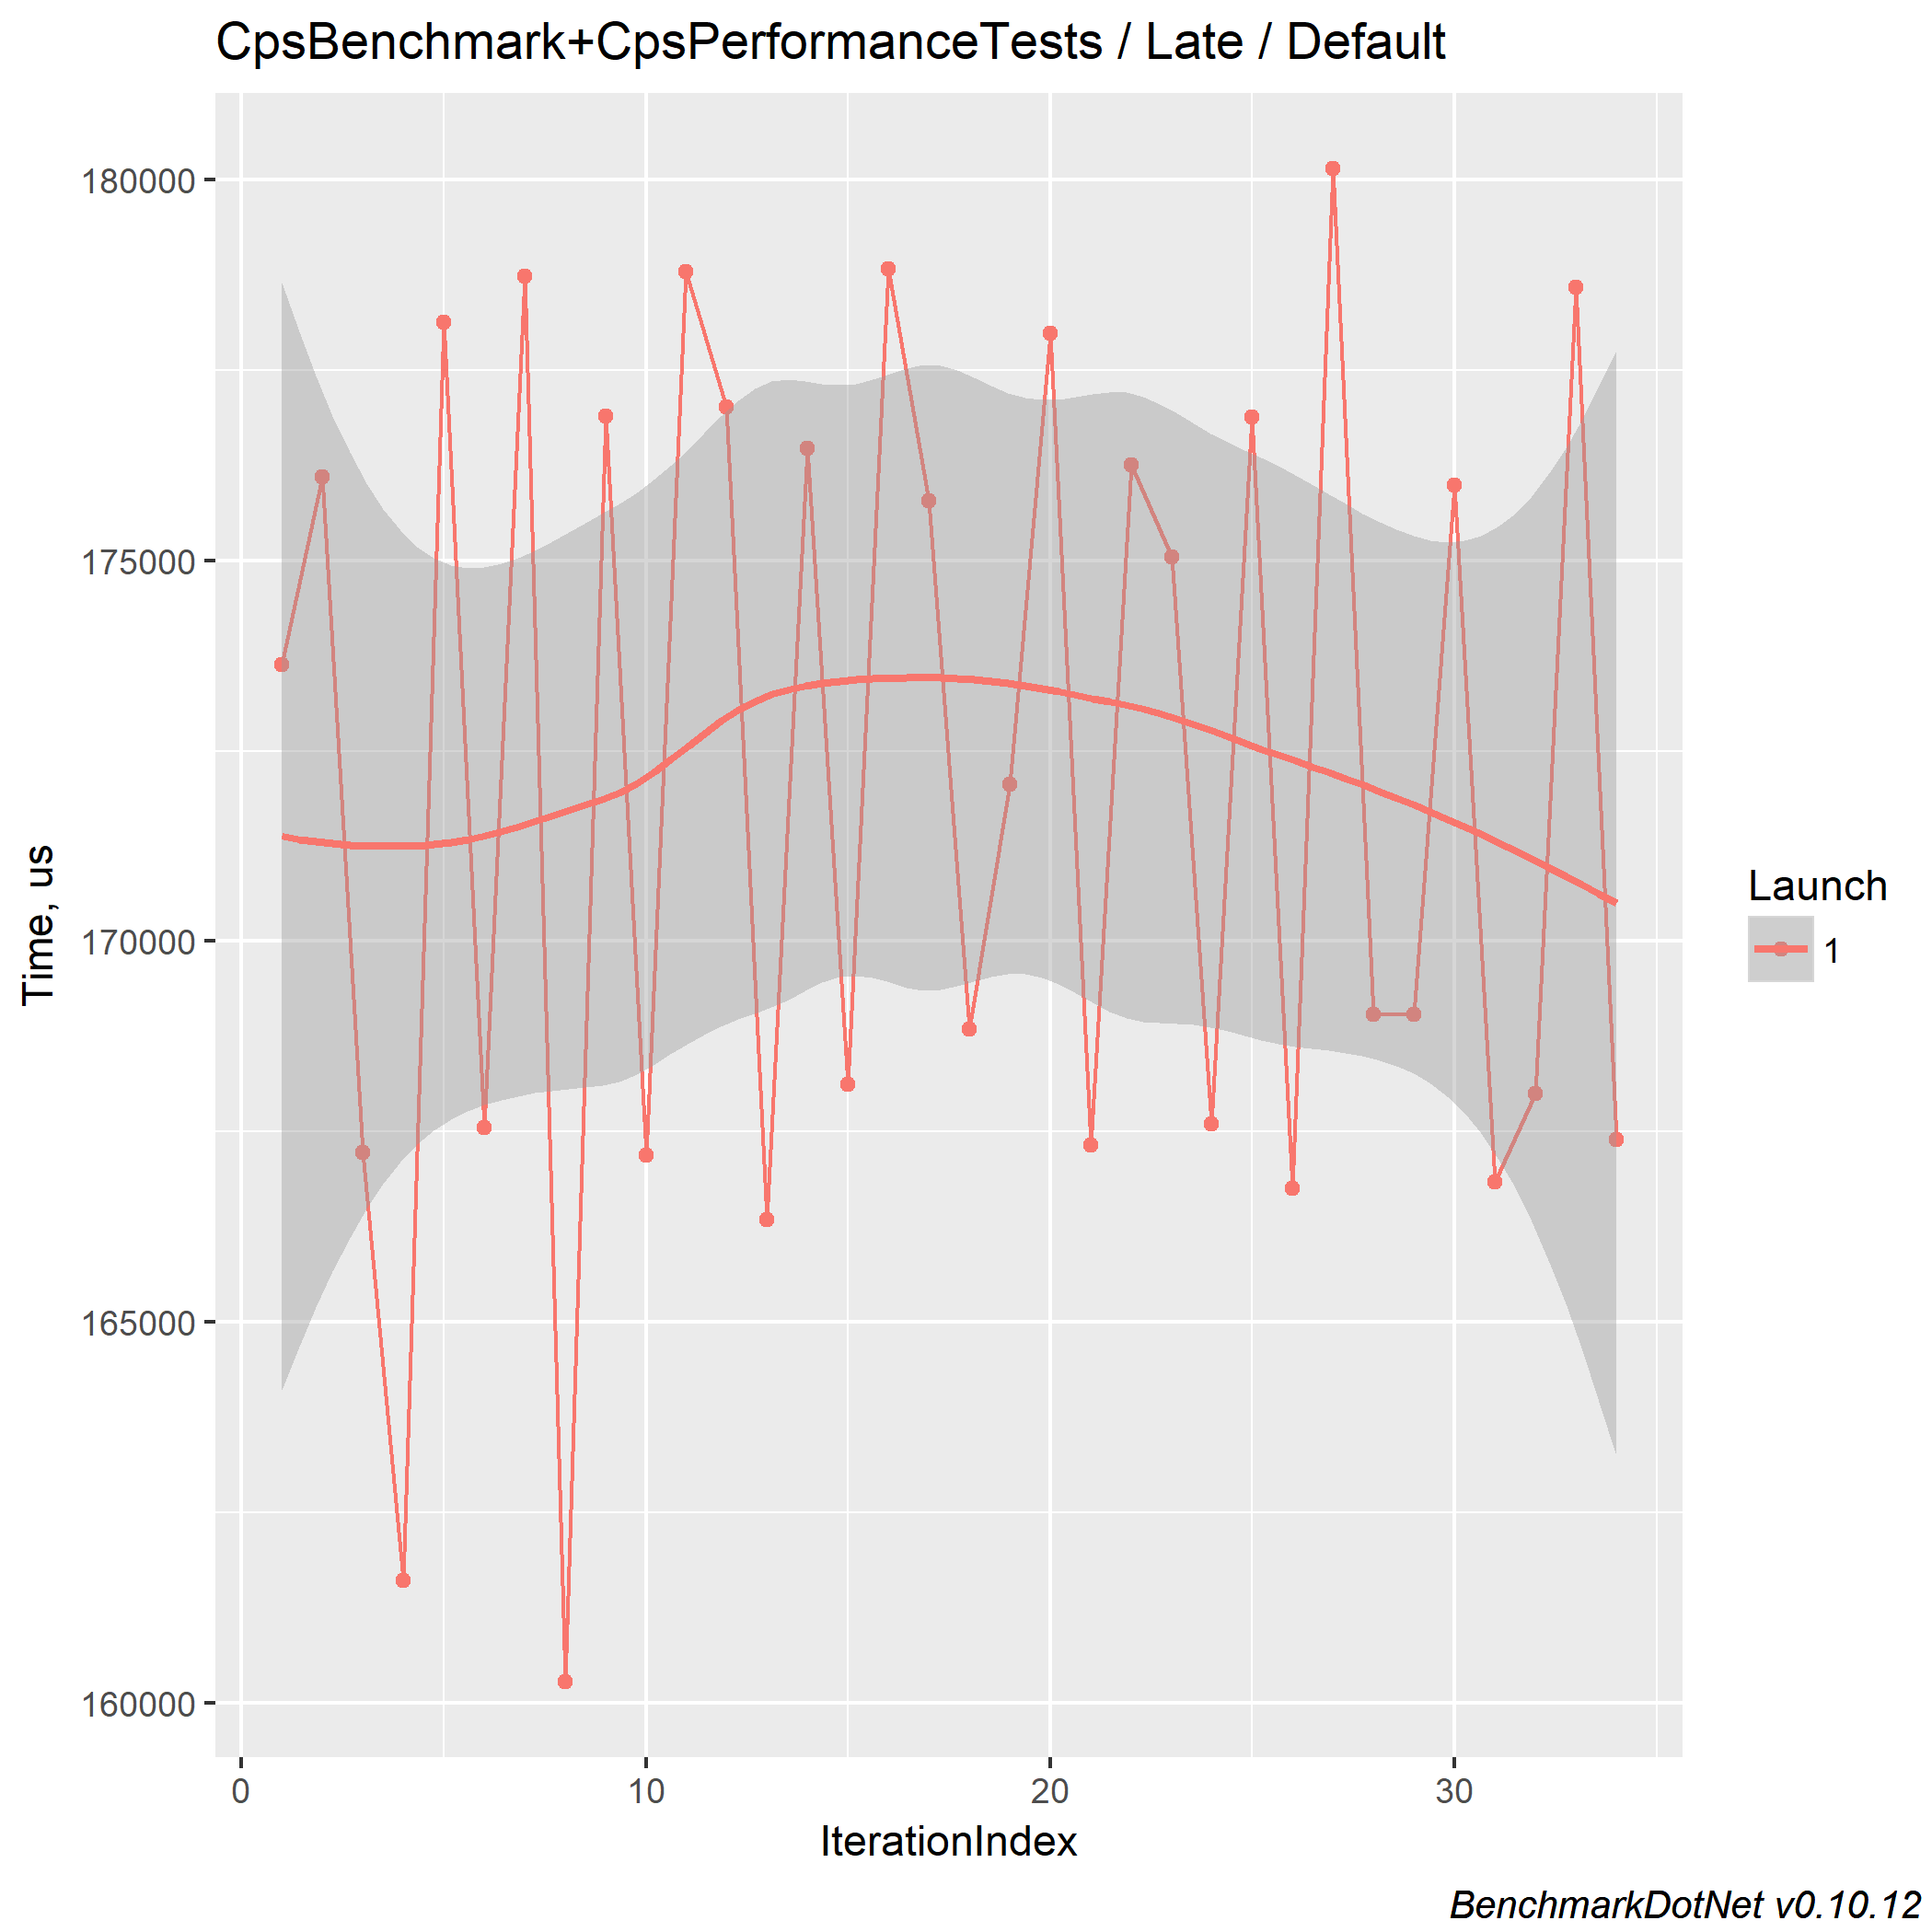 CpsBenchmark+CpsPerformanceTests / Late / Default
180000
175000
170000
165000
160000
Time, us
0 10 20 30
IterationIndex
Launch
1
BenchmarkDotNet v0.10.12